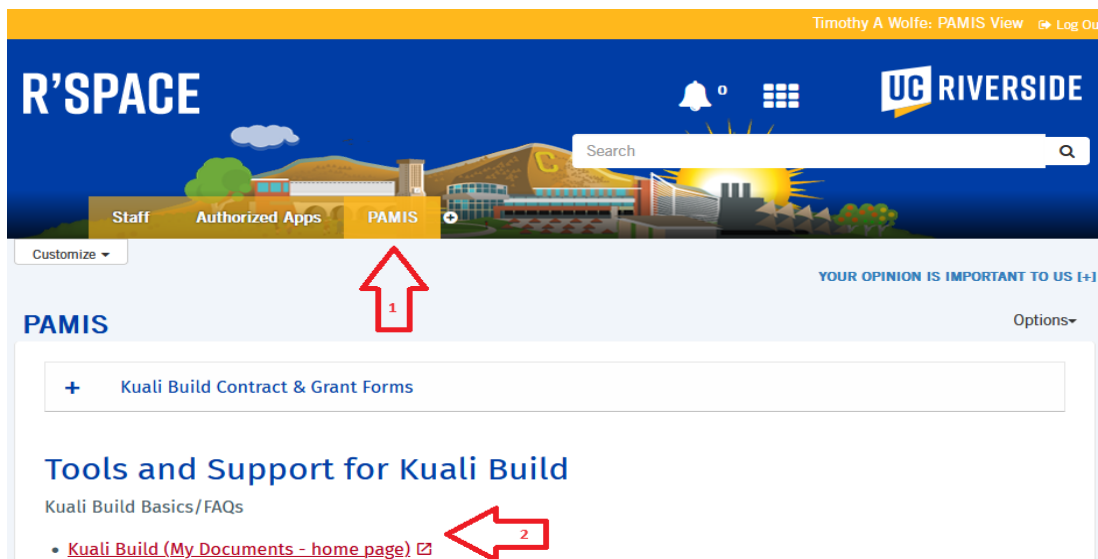 Timothy A Wolfe: PAMIS View Log Ou
R'SPACE
0
UC RIVERSIDE
Search
C
Staff Authorized Apps PAMIS
Customize
YOUR OPINION IS IMPORTANT TO US [+]
1
PAMIS
Options
+ Kuali Build Contract & Grant Forms
Tools and Support for Kuali Build
Kuali Build Basics/FAQs
• Kuali Build (My Documents - home page)
2